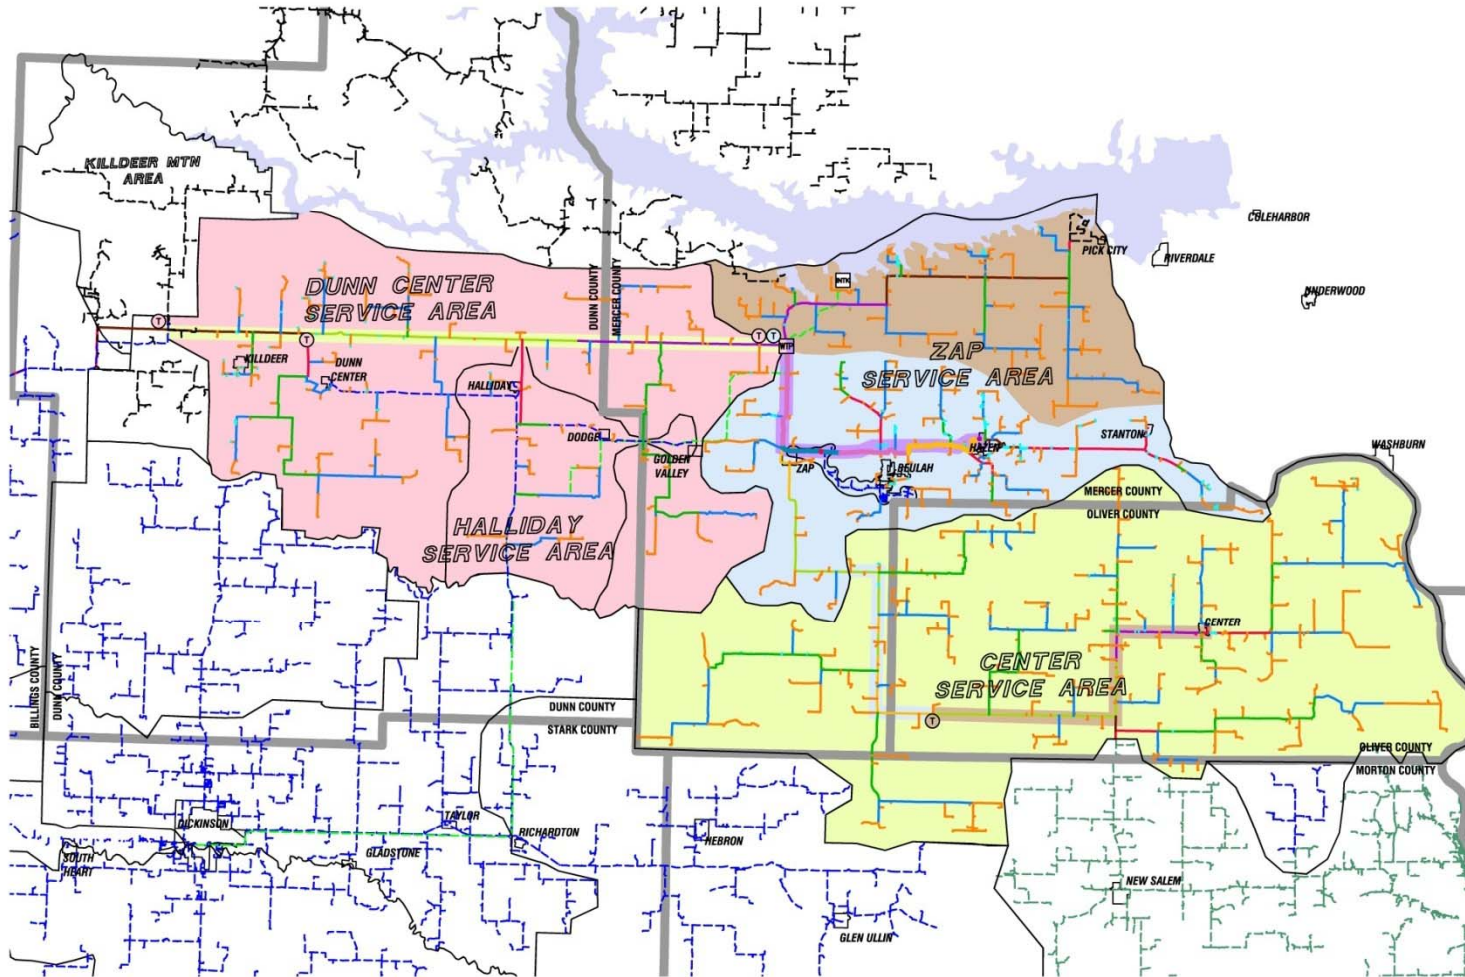 KILLDEER MTN
AREA
COLEHARBOR
PICK CITY
RIVERDALE
UNDERWOOD
DUNN CENTER
SERVICE AREA
DUNN COUNTY
MERCER COUNTY
INTK
T
T
T
T
WTP
KILLDEER
DUNN
CENTER
HALLIDAY
ZAP
SERVICE AREA
DODGE
GOLDEN
VALLEY
ZAP
BEULAH
HAZEN
STANTON
WASHBURN
MERCER COUNTY
OLIVER COUNTY
HALLIDAY
SERVICE AREA
CENTER
CENTER
SERVICE AREA
T
BILLINGS COUNTY
DUNN COUNTY
DUNN COUNTY
STARK COUNTY
OLIVER COUNTY
MORTON COUNTY
DICKINSON
TAYLOR
RICHARDTON
SOUTH
HEART
GLADSTONE
HEBRON
NEW SALEM
GLEN ULLIN